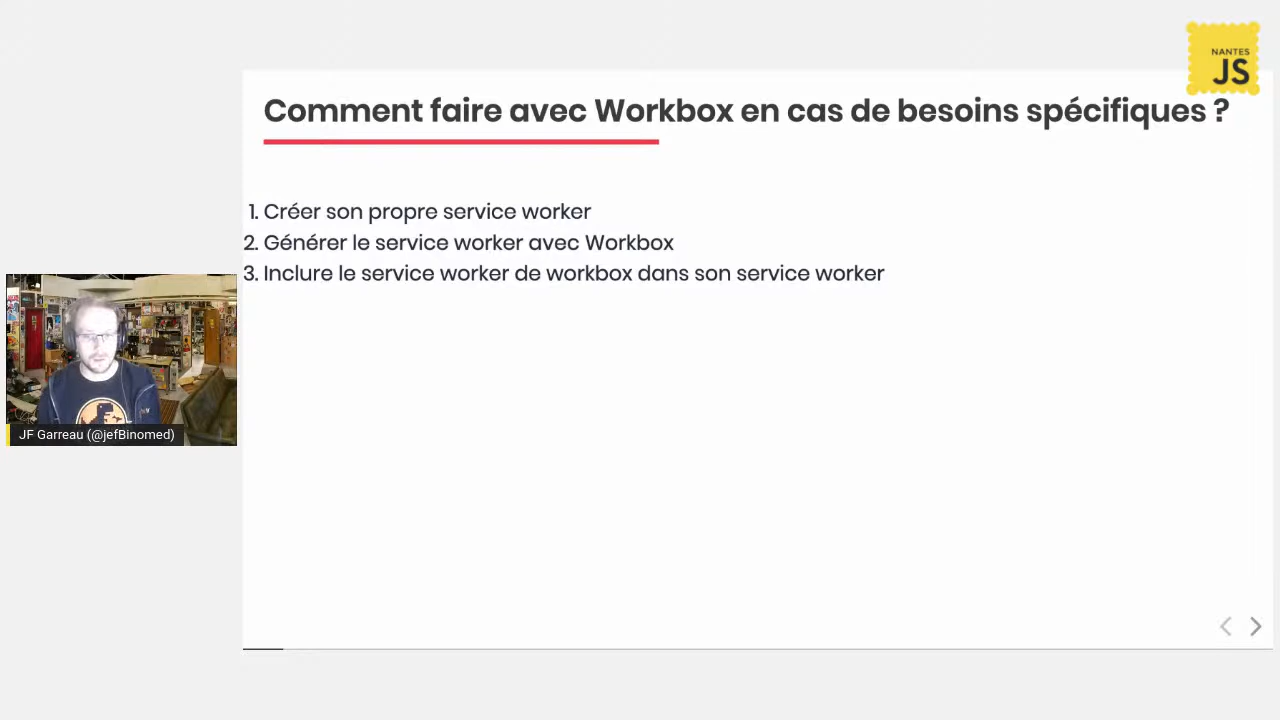 NANTES
JS
Comment faire avec Workbox en cas de besoins spécifiques ?
1. Créer son propre service worker
2. Générer le service worker avec Workbox
3. Inclure le service worker de workbox dans son service worker
JF Garreau (@jefBinomed)